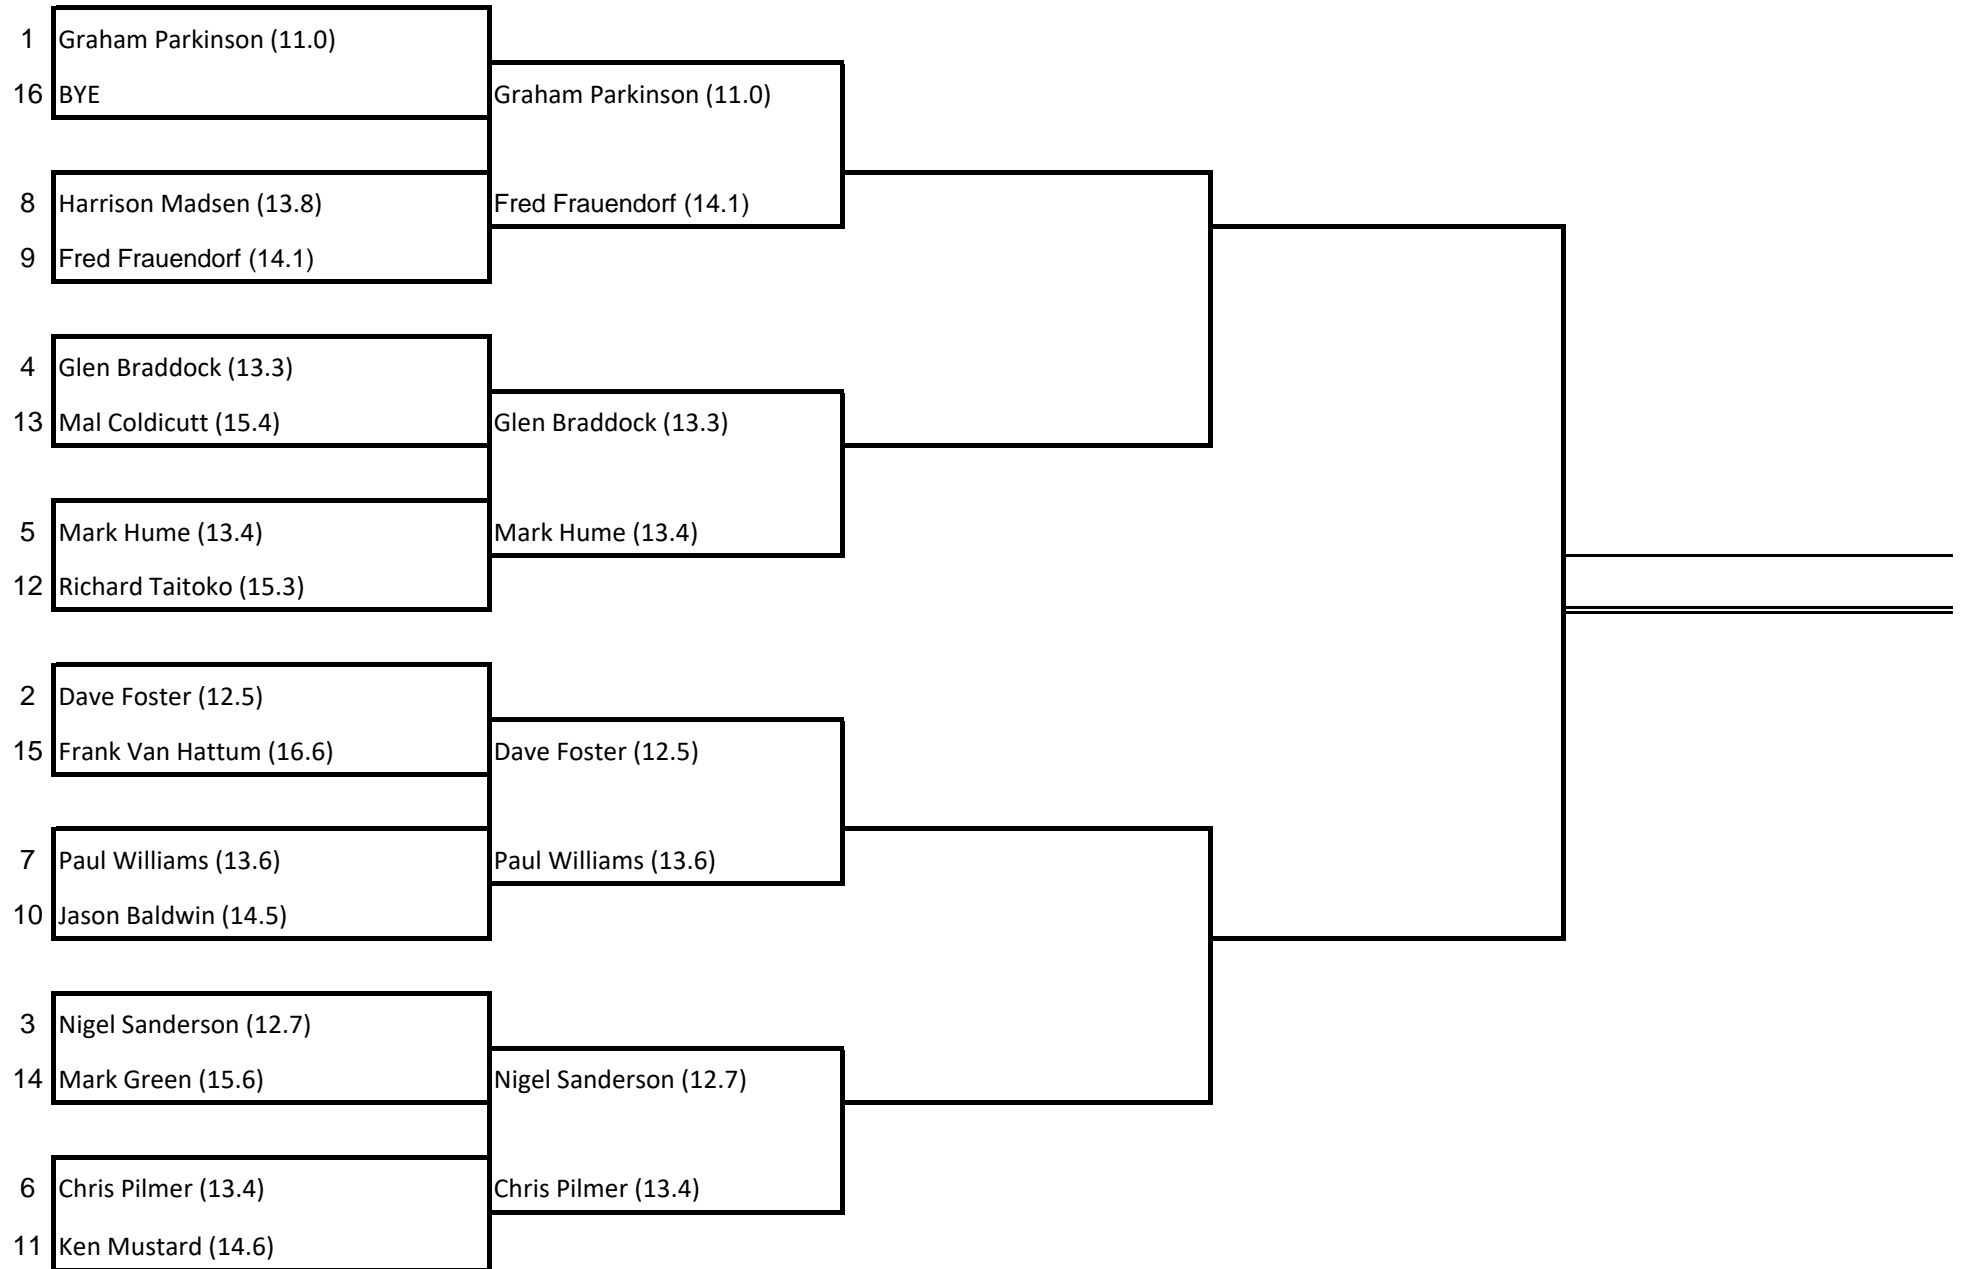 1 Graham Parkinson (11.0)
16 BYE Graham Parkinson (11.0)
8 Harrison Madsen (13.8) Fred Frauendorf (14.1)
9 Fred Frauendorf (14.1)
4 Glen Braddock (13.3)
13 Mal Coldicutt (15.4) Glen Braddock (13.3)
5 Mark Hume (13.4) Mark Hume (13.4)
12 Richard Taitoko (15.3)
2 Dave Foster (12.5)
15 Frank Van Hattum (16.6) Dave Foster (12.5)
7 Paul Williams (13.6) Paul Williams (13.6)
10 Jason Baldwin (14.5)
3 Nigel Sanderson (12.7)
14 Mark Green (15.6) Nigel Sanderson (12.7)
6 Chris Pilmer (13.4) Chris Pilmer (13.4)
11 Ken Mustard (14.6)